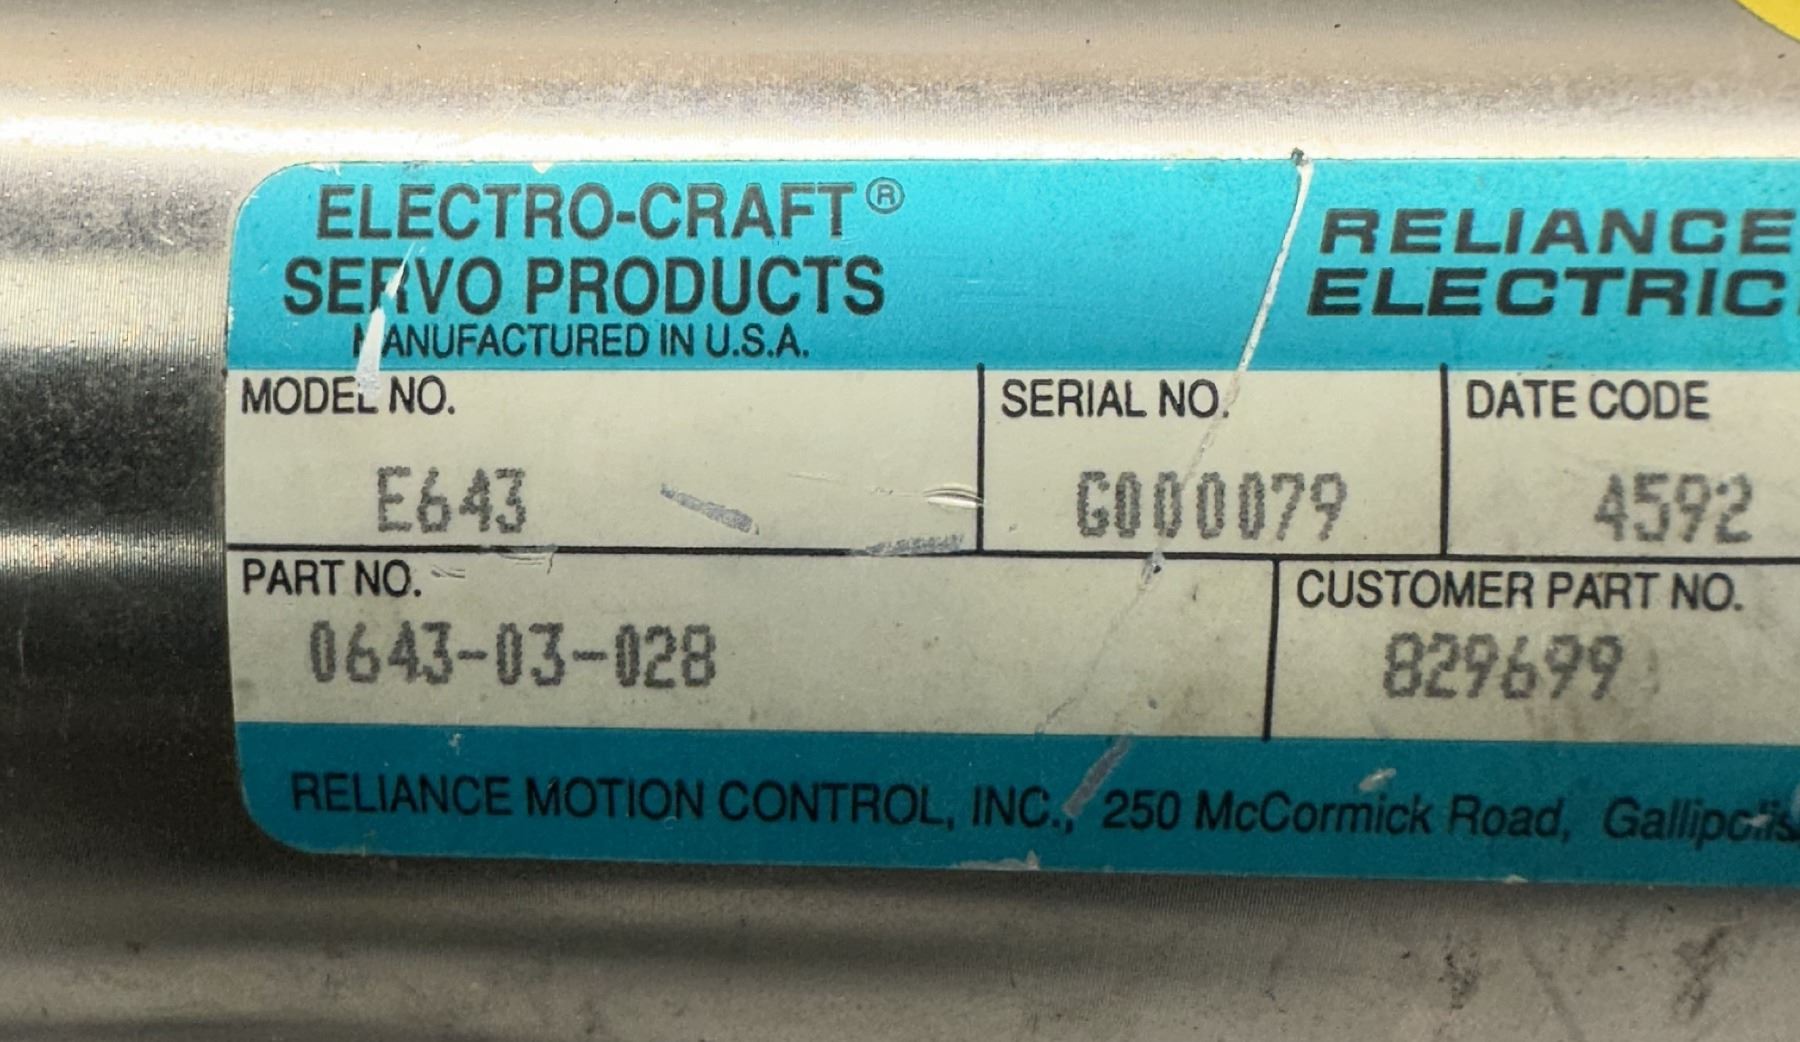 ELECTRO-CRAFT®
SERVO PRODUCTS
MANUFACTURED IN U.S.A.
RELIANCE
ELECTRIC
MODEL NO.
E643
SERIAL NO.
G000079
DATE CODE
4592
PART NO.
0643-03-028
CUSTOMER PART NO.
829699
RELIANCE MOTION CONTROL, INC., 250 McCormick Road, Gallipolis